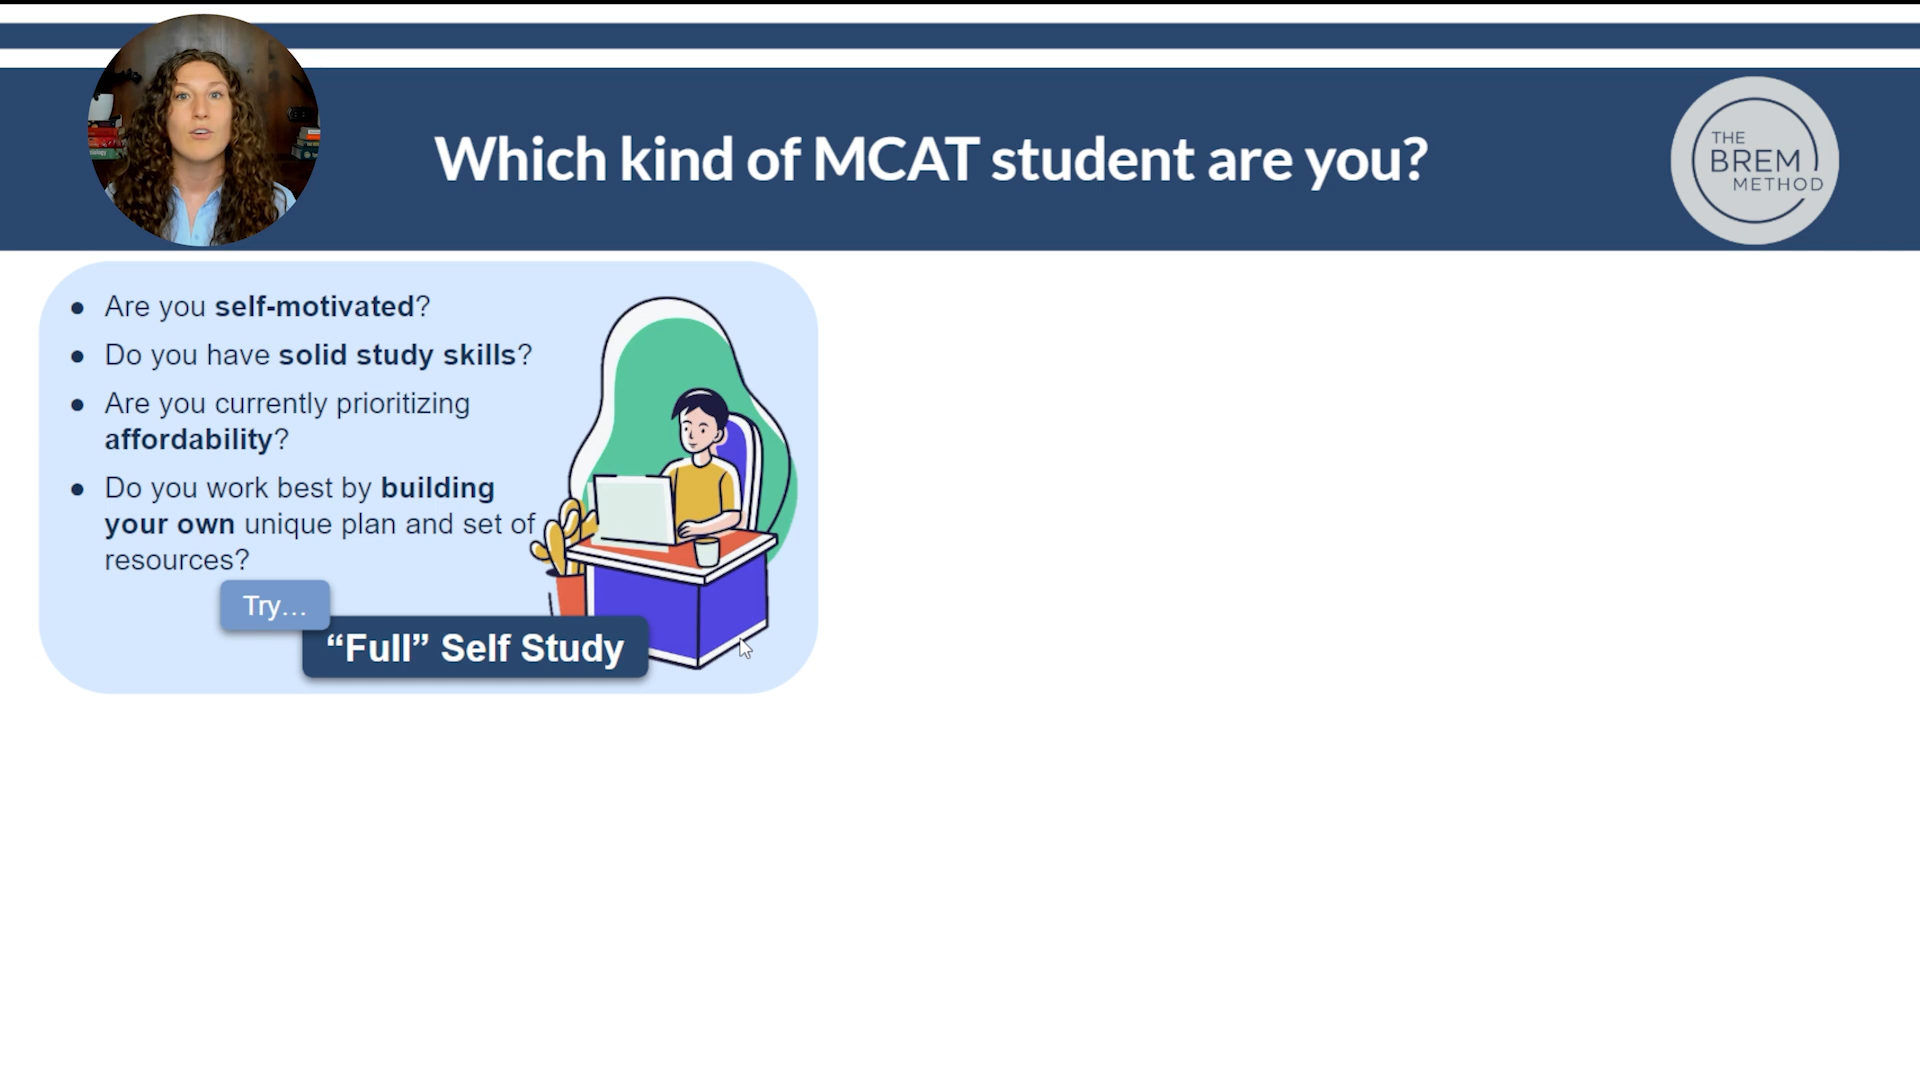 Which kind of MCAT student are you?
THE
BREM
METHOD
● Are you self-motivated?
● Do you have solid study skills?
● Are you currently prioritizing
affordability?
● Do you work best by building
your own unique plan and set of
resources?
Try…
“Full” Self Study